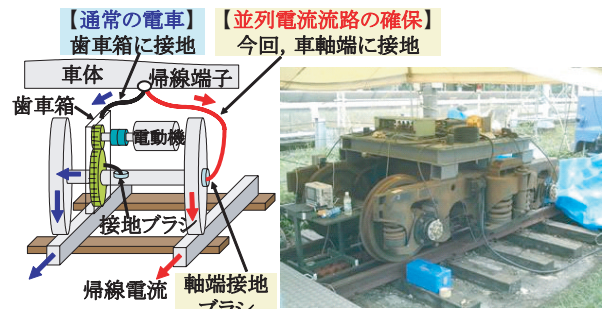 【通常の電車】
歯車箱に接地
【並列電流流路の確保】
今回，車軸端に接地
車体
帰線端子
歯車箱
電動機
接地ブラシ
帰線電流
軸端接地
ブラシ